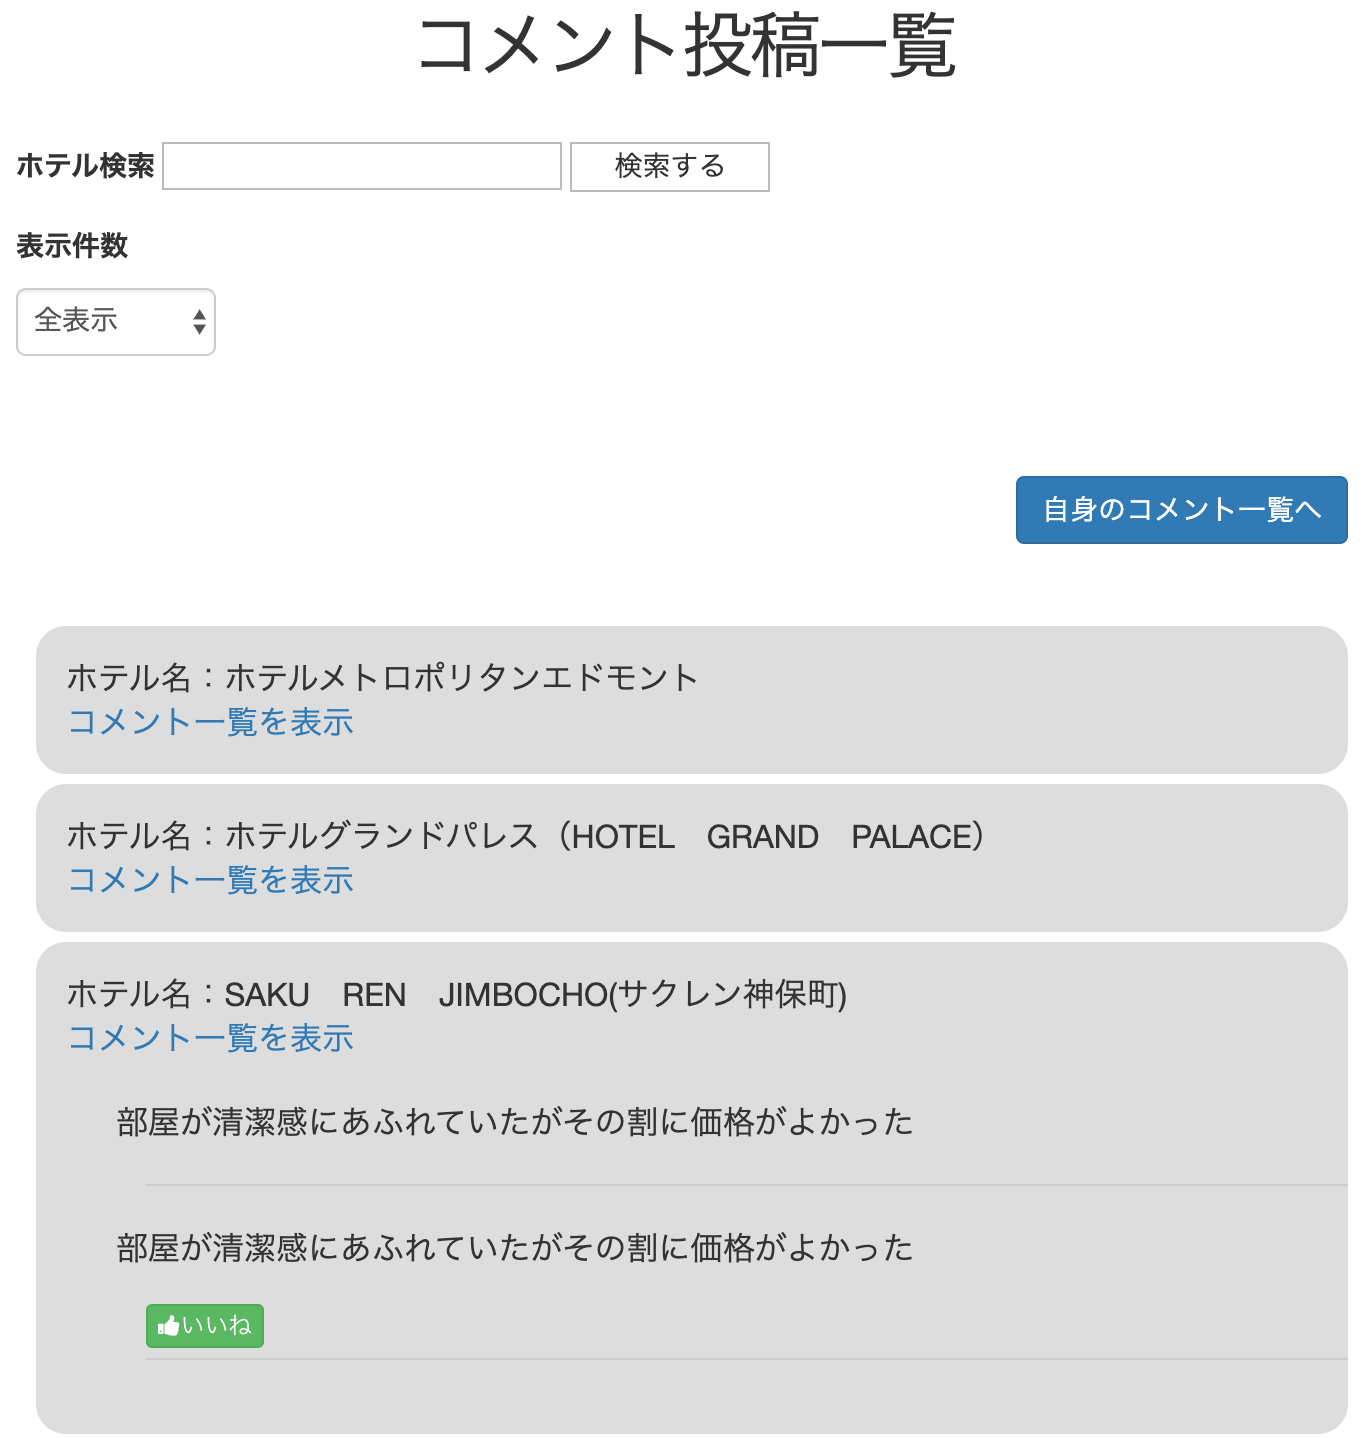 コメント投稿一覧
ホテル検索 検索する
表示件数
全表示
自身のコメント一覧へ
ホテル名：ホテルメトロポリタンエドモント
コメント一覧を表示
ホテル名：ホテルグランドパレス（HOTEL　GRAND　PALACE）
コメント一覧を表示
ホテル名：SAKU　REN　JIMBOCHO(サクレン神保町)
コメント一覧を表示
部屋が清潔感にあふれていたがその割に価格がよかった
部屋が清潔感にあふれていたがその割に価格がよかった
いいね